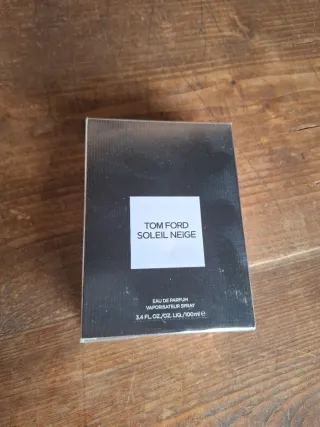 TOM FORD
SOLEIL NEIGE
EAU DE PARFUM
VAPORISATEUR SPRAY
3.4 FL.OZ./OZ. LIQ./100ml ℮